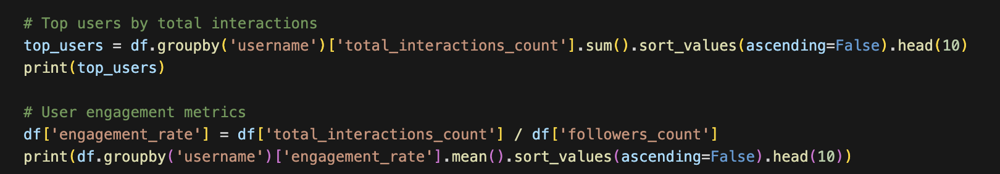 # Top users by total interactions
top_users = df.groupby('username')['total_interactions_count'].sum().sort_values(ascending=False).head(10)
print(top_users)

# User engagement metrics
df['engagement_rate'] = df['total_interactions_count'] / df['followers_count']
print(df.groupby('username')['engagement_rate'].mean().sort_values(ascending=False).head(10))